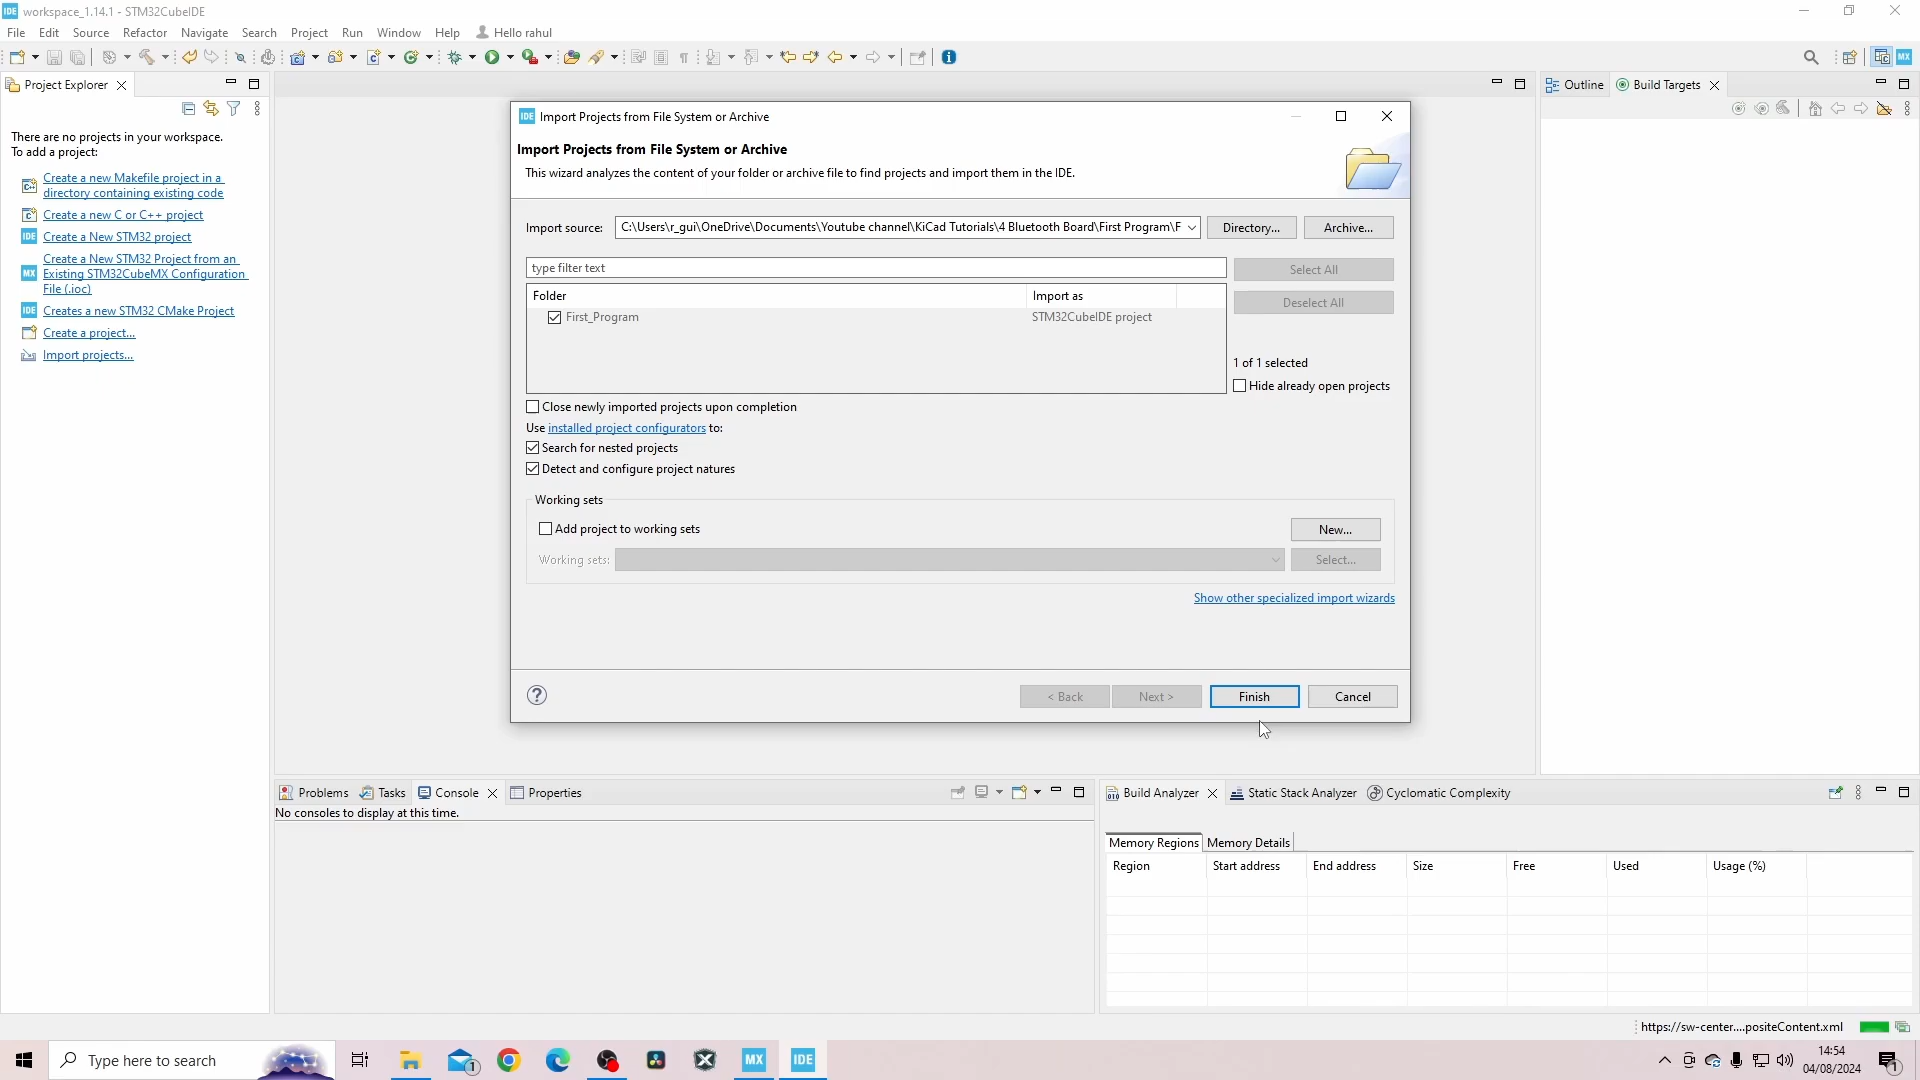 IDE workspace_1.14.1 - STM32CubeIDE
File Edit Source Refactor Navigate Search Project Run Window Help Hello rahul
Project Explorer
There are no projects in your workspace.
To add a project:
Create a new Makefile project in a
directory containing existing code
Create a new C or C++ project
IDE Create a New STM32 project
Create a New STM32 Project from an
MX Existing STM32CubeMX Configuration
File (.ioc)
IDE Creates a new STM32 CMake Project
Create a project...
Import projects...
IDE Import Projects from File System or Archive
Import Projects from File System or Archive
This wizard analyzes the content of your folder or archive file to find projects and import them in the IDE.
Import source: C:\Users\r_gui\OneDrive\Documents\Youtube channel\KiCad Tutorials\4 Bluetooth Board\First Program\F Directory... Archive...
type filter text Select All
Folder Import as Deselect All
First_Program STM32CubeIDE project
1 of 1 selected
Hide already open projects
Close newly imported projects upon completion
Use installed project configurators to:
Search for nested projects
Detect and configure project natures
Working sets
Add project to working sets New...
Working sets: Select...
Show other specialized import wizards
? < Back Next > Finish Cancel
Outline Build Targets
MX
Problems Tasks Console Properties
No consoles to display at this time.
Build Analyzer Static Stack Analyzer Cyclomatic Complexity
Memory Regions Memory Details
Region Start address End address Size Free Used Usage (%)
https://sw-center....positeContent.xml
Type here to search 1 MX IDE 14:54
04/08/2024 1